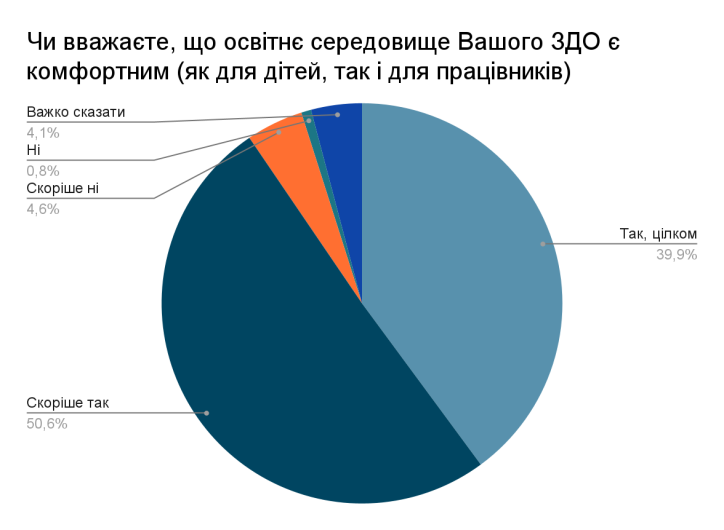 Чи вважаєте, що освітнє середовище Вашого ЗДО є
комфортним (як для дітей, так і для працівників)
Важко сказати
4,1%
Ні
0,8%
Скоріше ні
4,6%
Так, цілком
39,9%
Скоріше так
50,6%